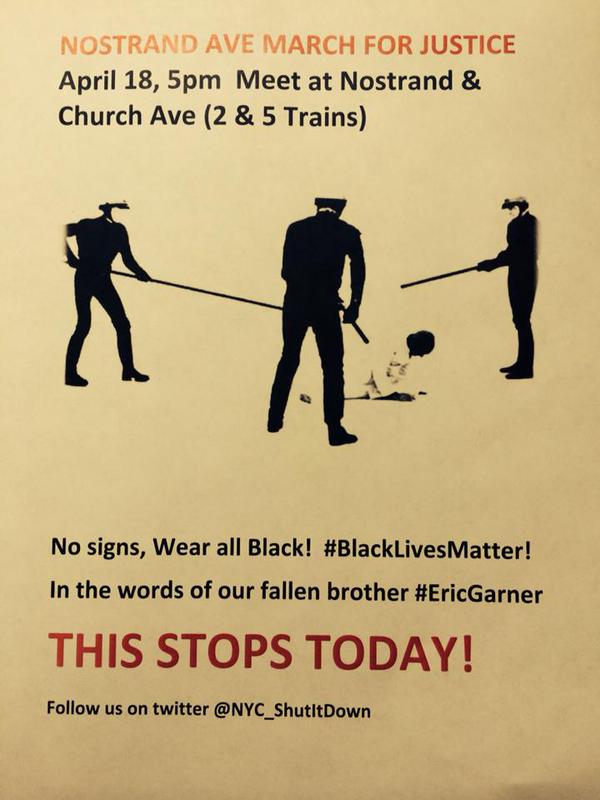 NOSTRAND AVE MARCH FOR JUSTICE
April 18, 5pm  Meet at Nostrand &
Church Ave (2 & 5 Trains)
No signs, Wear all Black!  #BlackLivesMatter!
In the words of our fallen brother #EricGarner
THIS STOPS TODAY!
Follow us on twitter @NYC_ShutItDown